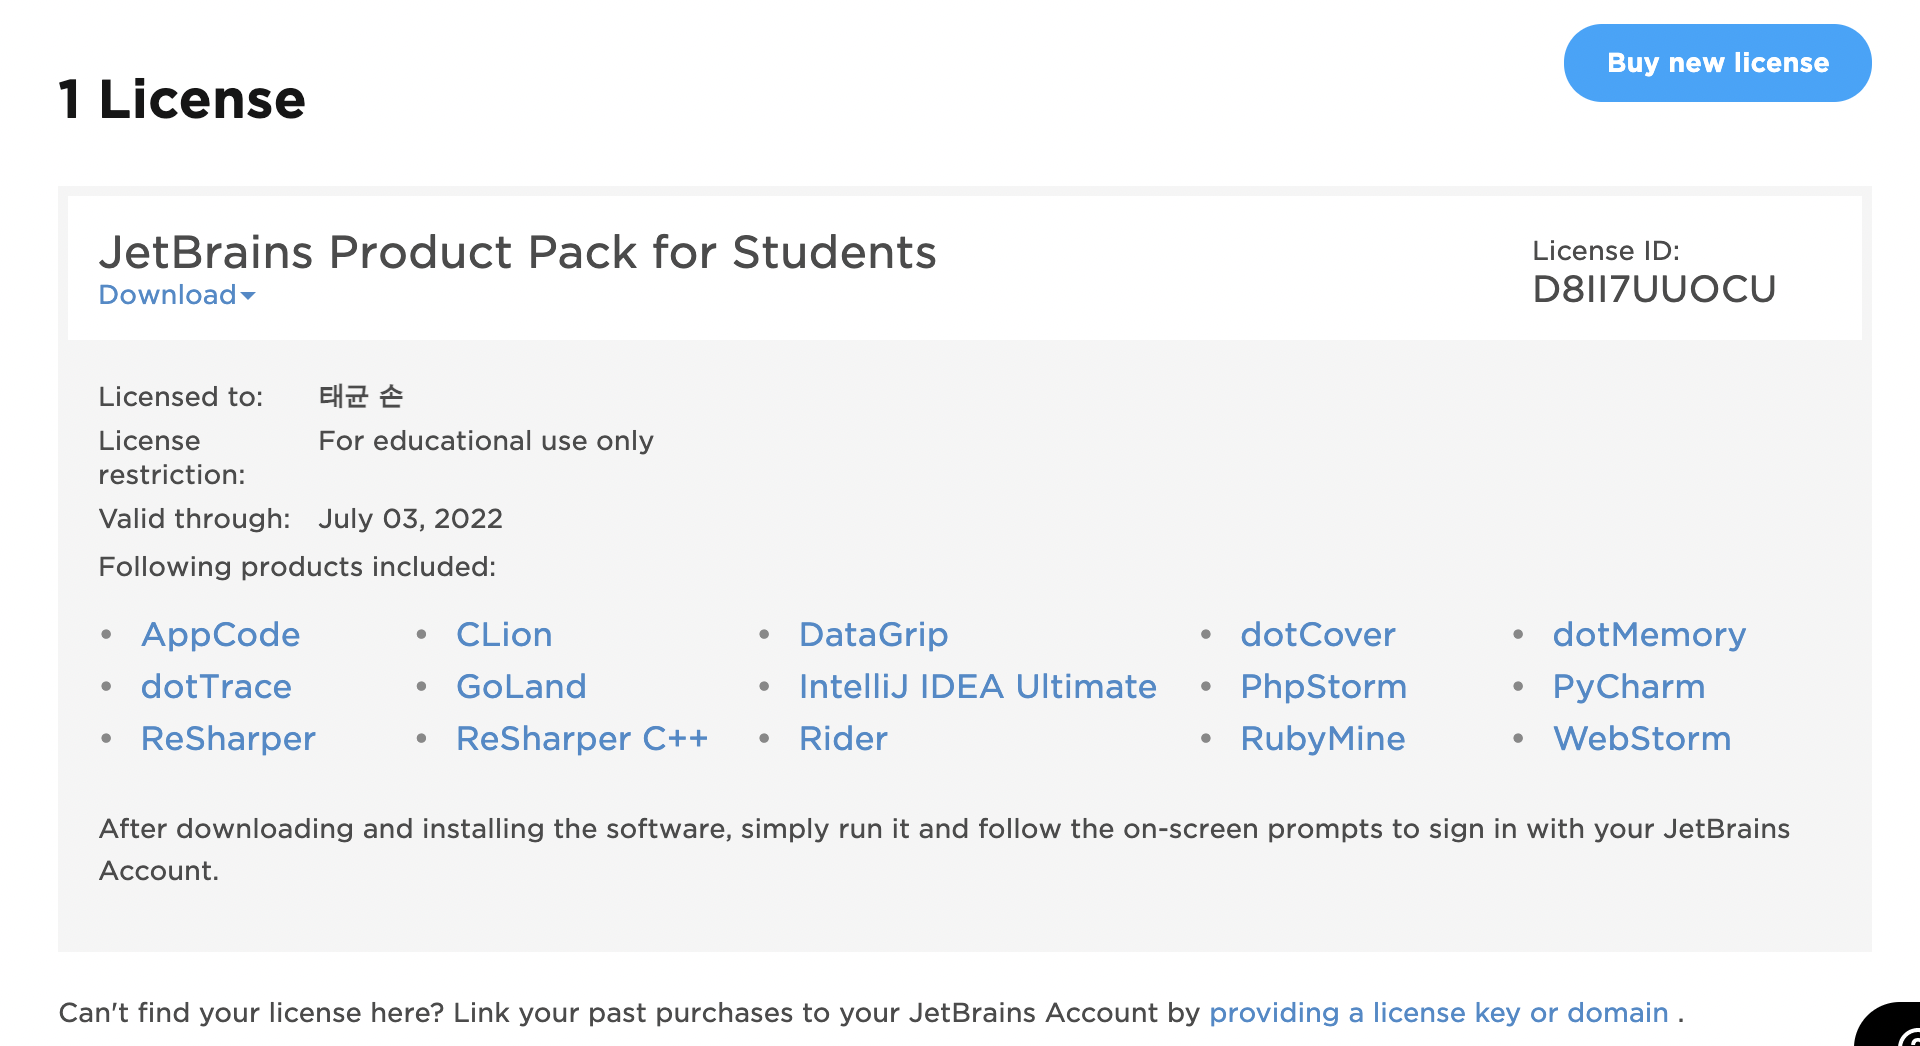 Buy new license
1 License
JetBrains Product Pack for Students
Download
License ID:
D8II7UUOCU
Licensed to: 태균 손
License restriction: For educational use only
Valid through: July 03, 2022
Following products included:
• AppCode • CLion • DataGrip • dotCover • dotMemory
• dotTrace • GoLand • IntelliJ IDEA Ultimate • PhpStorm • PyCharm
• ReSharper • ReSharper C++ • Rider • RubyMine • WebStorm
After downloading and installing the software, simply run it and follow the on-screen prompts to sign in with your JetBrains
Account.
Can't find your license here? Link your past purchases to your JetBrains Account by providing a license key or domain .